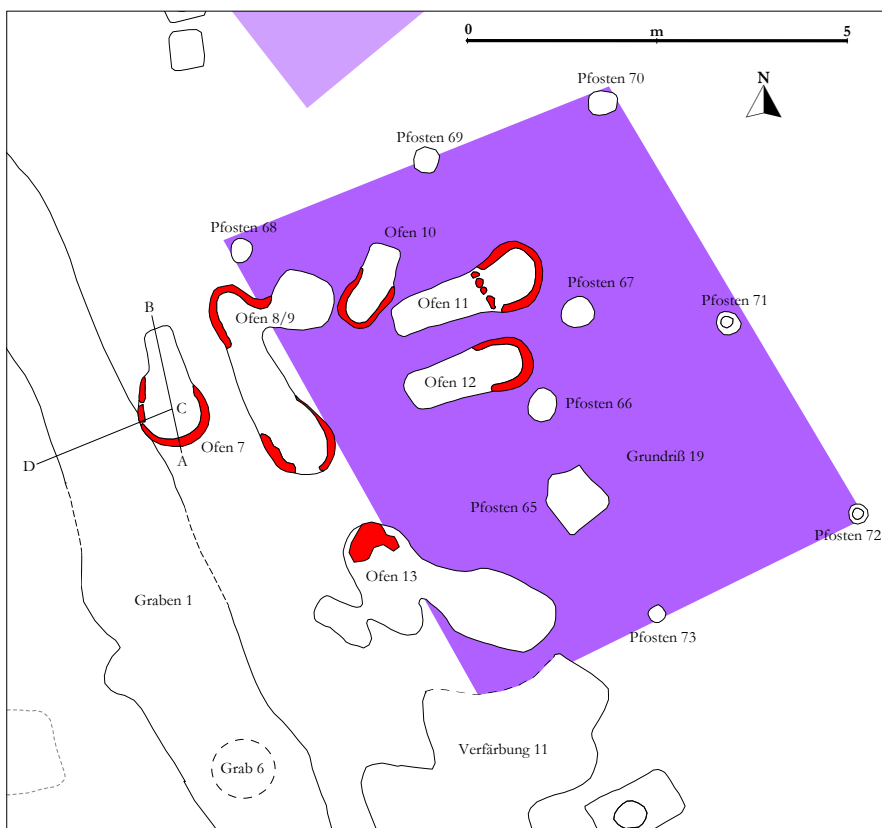 0 m 5
Pfosten 70
N
Pfosten 69
Pfosten 68
Ofen 10
Pfosten 67
Ofen 11
Pfosten 71
B
Ofen 8/9
Ofen 12
Pfosten 66
C
Ofen 7
Grundriß 19
D
A
Pfosten 65
Pfosten 72
Ofen 13
Graben 1
Pfosten 73
Verfärbung 11
Grab 6